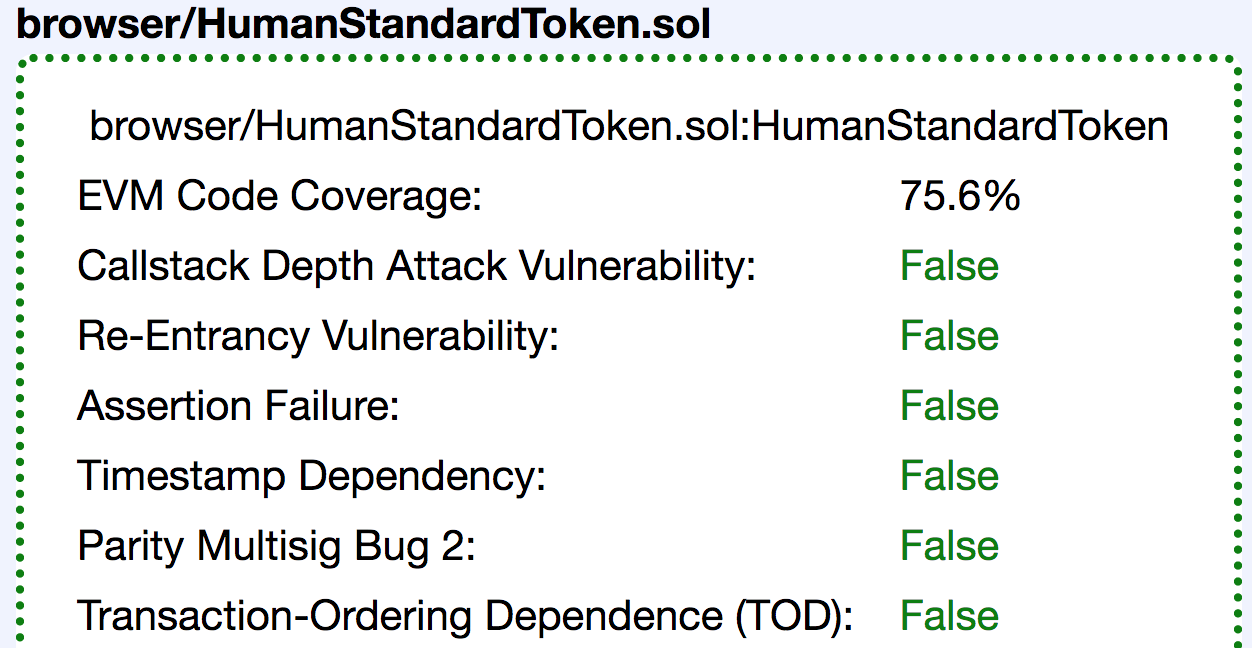 browser/HumanStandardToken.sol
browser/HumanStandardToken.sol:HumanStandardToken
EVM Code Coverage: 75.6%
Callstack Depth Attack Vulnerability: False
Re-Entrancy Vulnerability: False
Assertion Failure: False
Timestamp Dependency: False
Parity Multisig Bug 2: False
Transaction-Ordering Dependence (TOD): False